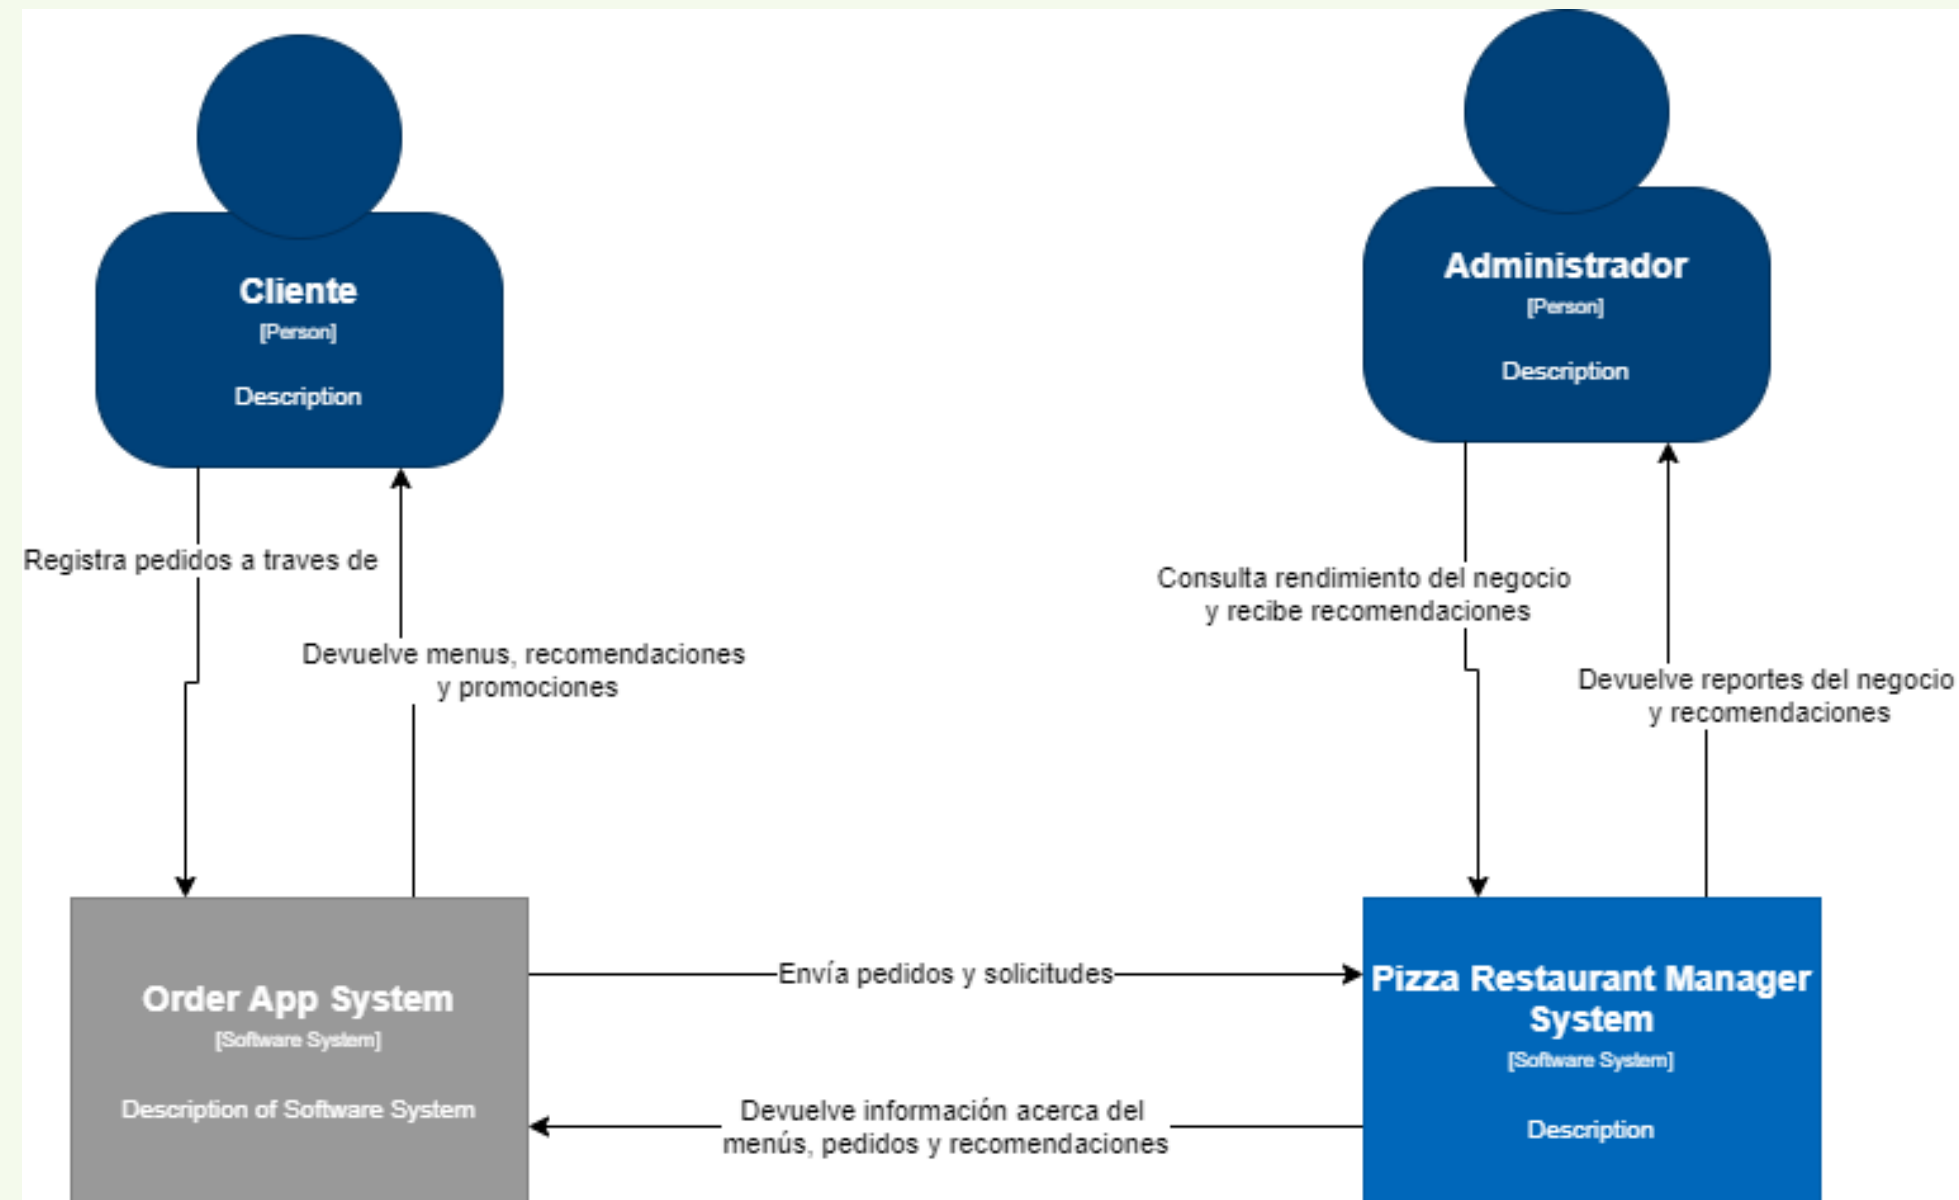 Cliente
[Person]
Description
Administrador
[Person]
Description
Registra pedidos a traves de
Devuelve menus, recomendaciones
y promociones
Consulta rendimiento del negocio
y recibe recomendaciones
Devuelve reportes del negocio
y recomendaciones
Order App System
[Software System]
Description of Software System
Envía pedidos y solicitudes
Devuelve información acerca del
menús, pedidos y recomendaciones
Pizza Restaurant Manager
System
[Software System]
Description